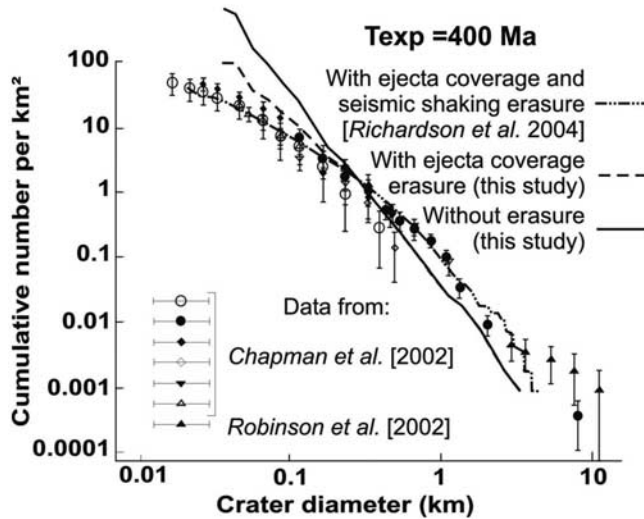 Texp =400 Ma
With ejecta coverage and
seismic shaking erasure
[Richardson et al. 2004]
With ejecta coverage
erasure (this study)
Without erasure
(this study)
Data from:
Chapman et al. [2002]
Robinson et al. [2002]
Cumulative number per km²
100
10
1
0.1
0.01
0.001
0.0001
0.01
0.1
1
10
Crater diameter (km)